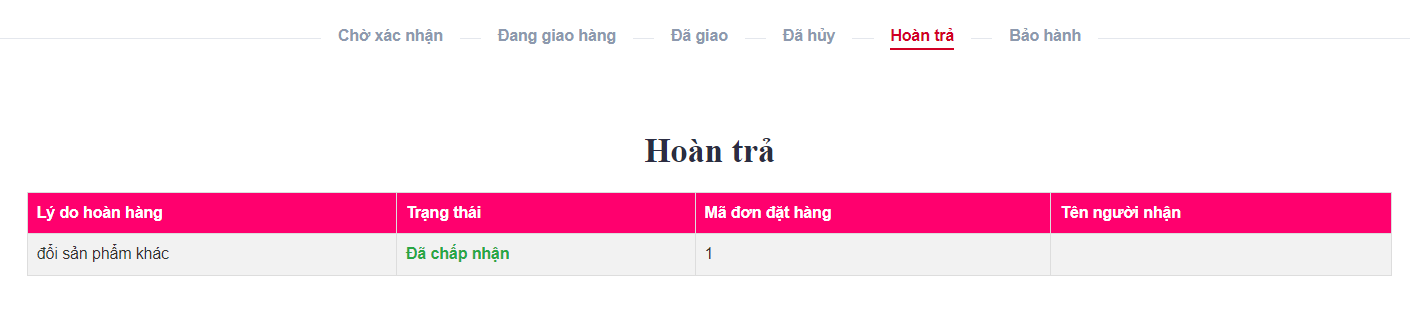 Chờ xác nhận Đang giao hàng Đã giao Đã hủy Hoàn trả Bảo hành
Hoàn trả
Lý do hoàn hàng Trạng thái Mã đơn đặt hàng Tên người nhận
đổi sản phẩm khác Đã chấp nhận 1